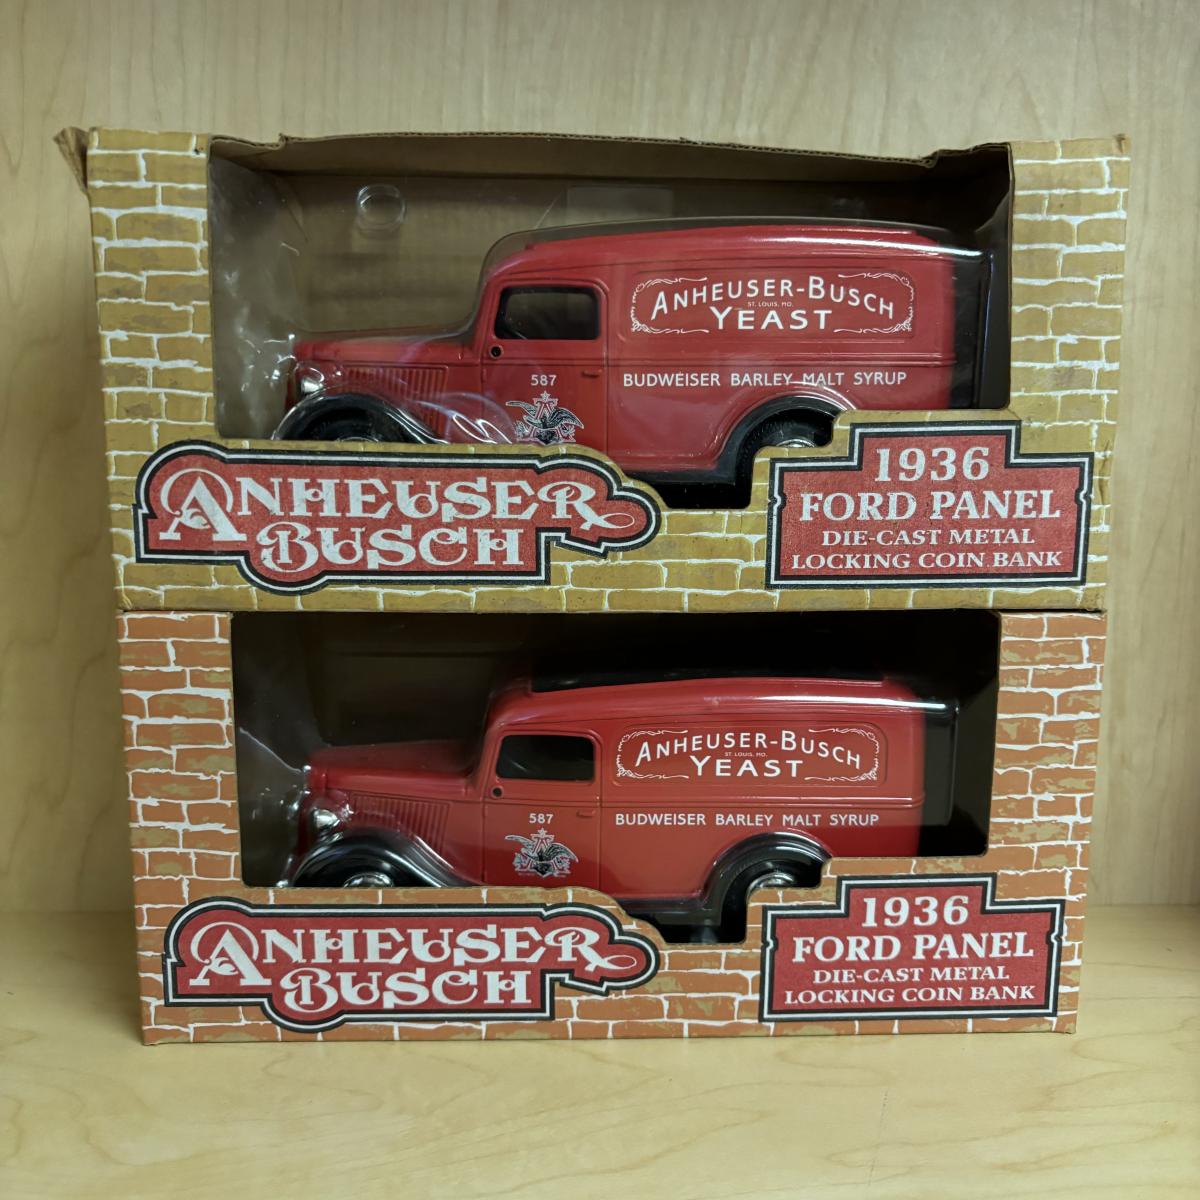 ANHEUSER-BUSCH
ST. LOUIS, MO.
YEAST
587
BUDWEISER BARLEY MALT SYRUP
ANHEUSER
BUSCH
1936
FORD PANEL
DIE-CAST METAL
LOCKING COIN BANK
ANHEUSER-BUSCH
ST. LOUIS, MO.
YEAST
587
BUDWEISER BARLEY MALT SYRUP
ANHEUSER
BUSCH
1936
FORD PANEL
DIE-CAST METAL
LOCKING COIN BANK